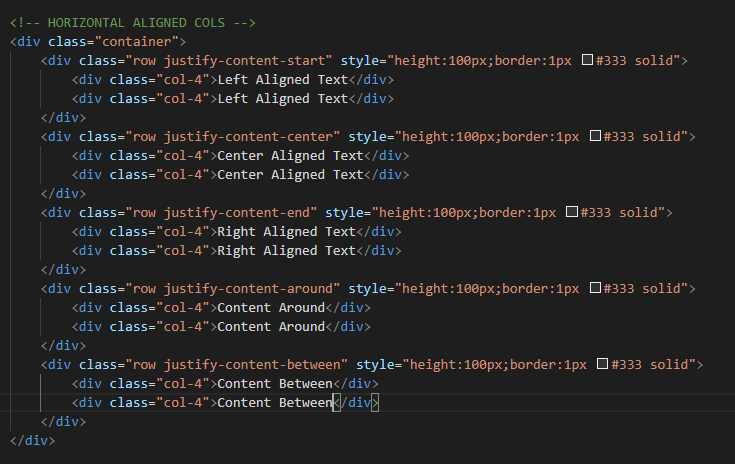 <!-- HORIZONTAL ALIGNED COLS -->
<div class="container">
    <div class="row justify-content-start" style="height:100px;border:1px #333 solid">
        <div class="col-4">Left Aligned Text</div>
        <div class="col-4">Left Aligned Text</div>
    </div>
    <div class="row justify-content-center" style="height:100px;border:1px #333 solid">
        <div class="col-4">Center Aligned Text</div>
        <div class="col-4">Center Aligned Text</div>
    </div>
    <div class="row justify-content-end" style="height:100px;border:1px #333 solid">
        <div class="col-4">Right Aligned Text</div>
        <div class="col-4">Right Aligned Text</div>
    </div>
    <div class="row justify-content-around" style="height:100px;border:1px #333 solid">
        <div class="col-4">Content Around</div>
        <div class="col-4">Content Around</div>
    </div>
    <div class="row justify-content-between" style="height:100px;border:1px #333 solid">
        <div class="col-4">Content Between</div>
        <div class="col-4">Content Between</div>
    </div>
</div>